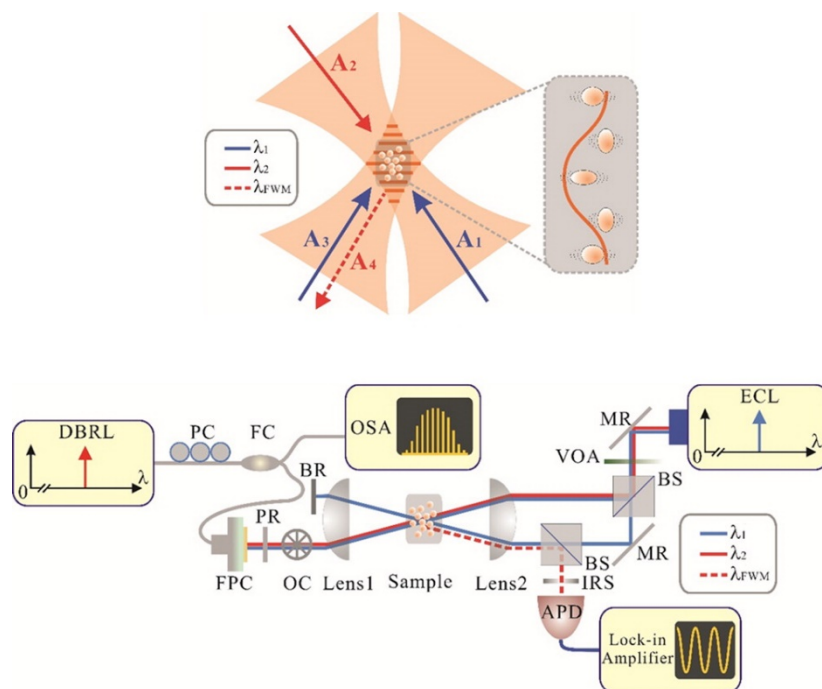 A2
λ1
λ2
λFWM
A3
A4
A1
DBRL
0
λ
PC
FC
OSA
MR
ECL
0
λ
VOA
BS
BR
PR
FPC
OC
Lens1
Sample
Lens2
BS
MR
IRS
APD
λ1
λ2
λFWM
Lock-in
Amplifier